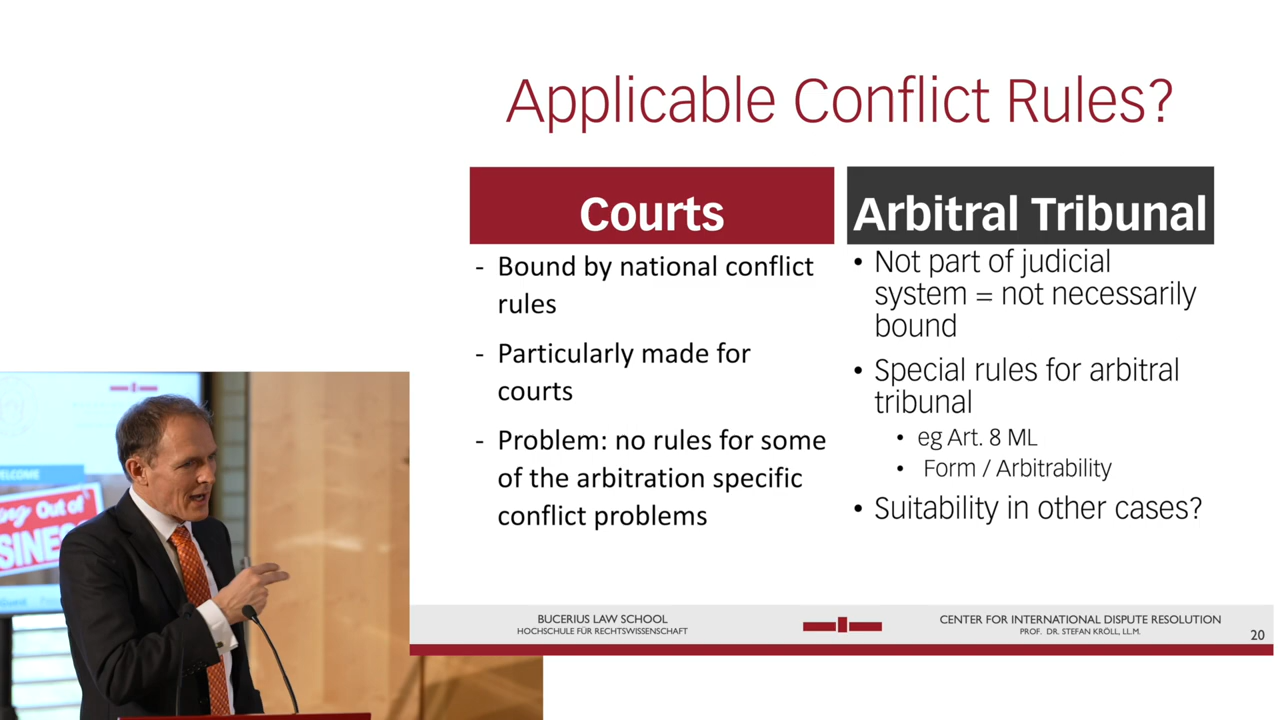 Applicable Conflict Rules?
Courts
- Bound by national conflict
rules
- Particularly made for
courts
- Problem: no rules for some
of the arbitration specific
conflict problems
Arbitral Tribunal
• Not part of judicial
system = not necessarily
bound
• Special rules for arbitral
tribunal
• eg Art. 8 ML
• Form / Arbitrability
• Suitability in other cases?
Out of
BUCERIUS LAW SCHOOL
HOCHSCHULE FÜR RECHTSWISSENSCHAFT
CENTER FOR INTERNATIONAL DISPUTE RESOLUTION
PROF. DR. STEFAN KRÖLL, LL.M.
20